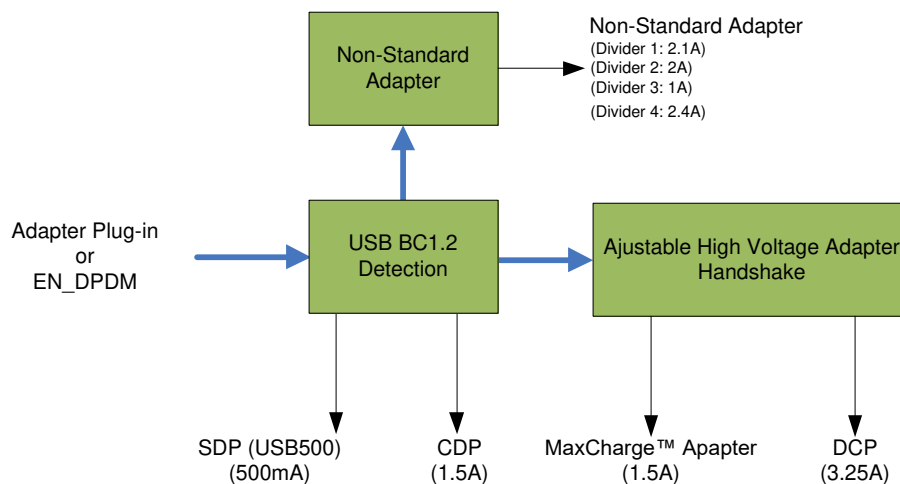 Non-Standard
Adapter
Non-Standard Adapter
(Divider 1: 2.1A)
(Divider 2: 2A)
(Divider 3: 1A)
(Divider 4: 2.4A)
Adapter Plug-in
or
EN_DPDM
USB BC1.2
Detection
Ajustable High Voltage Adapter
Handshake
SDP (USB500)
(500mA)
CDP
(1.5A)
MaxCharge™ Apapter
(1.5A)
DCP
(3.25A)